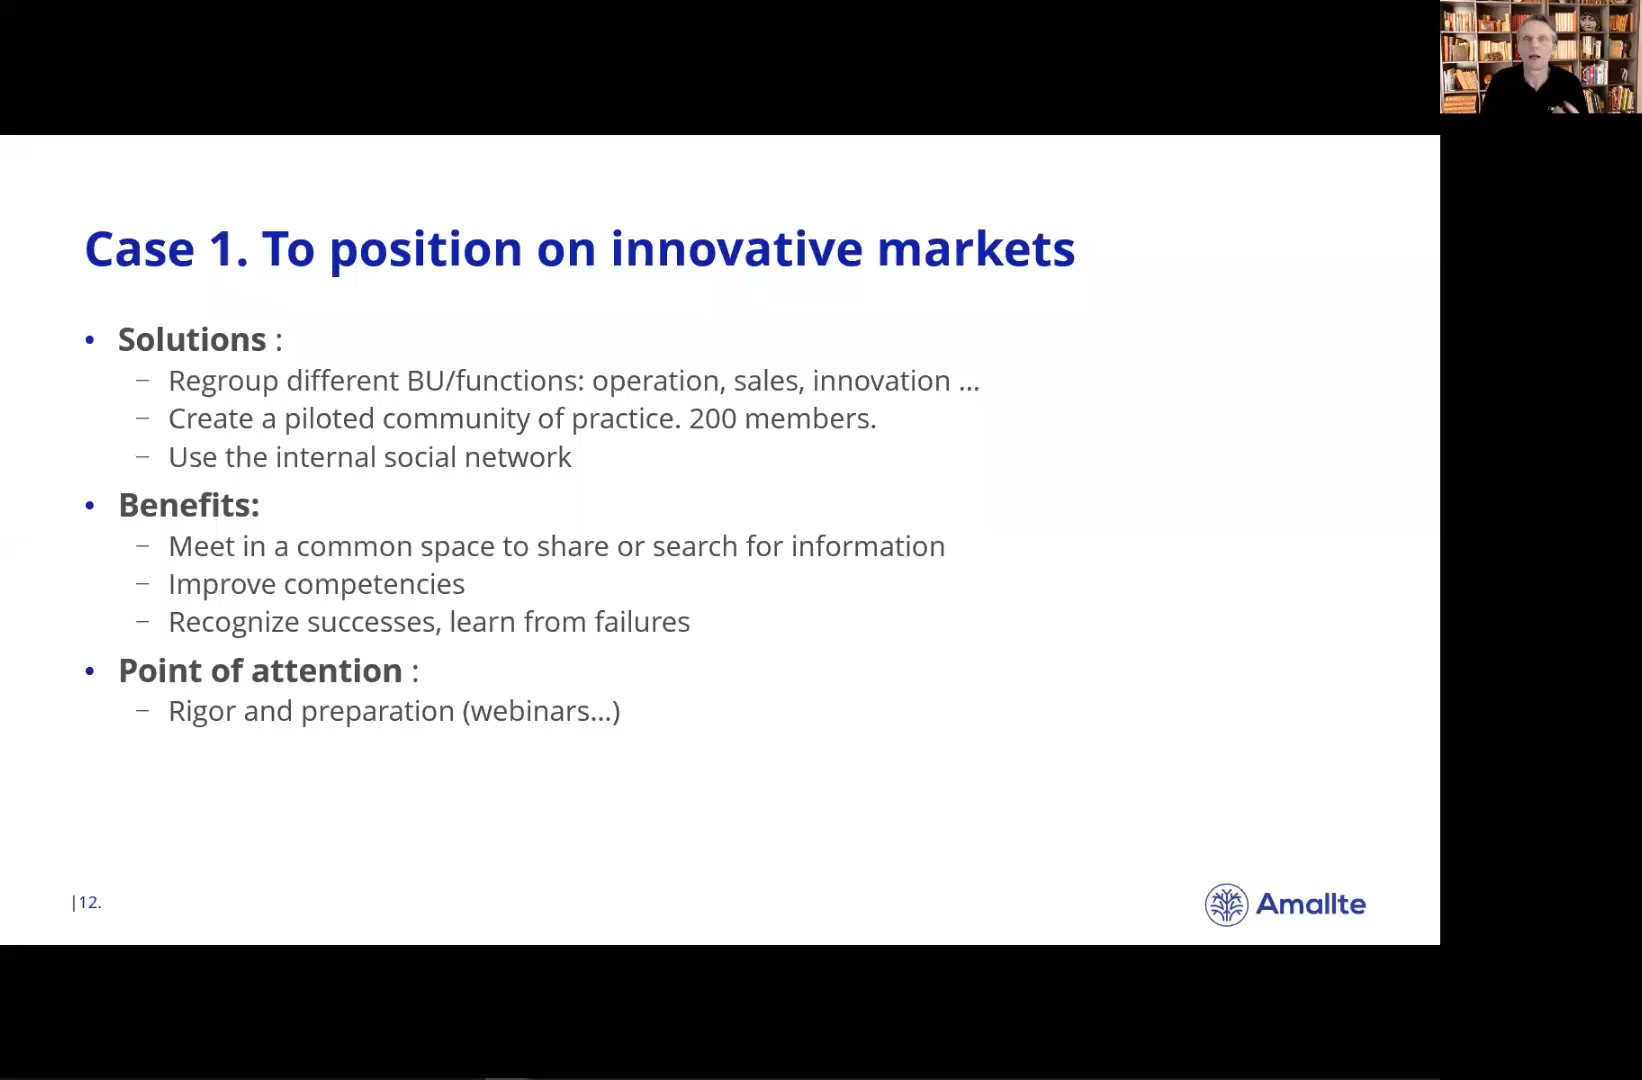 Case 1. To position on innovative markets
• Solutions :
– Regroup different BU/functions: operation, sales, innovation ...
– Create a piloted community of practice. 200 members.
– Use the internal social network
• Benefits:
– Meet in a common space to share or search for information
– Improve competencies
– Recognize successes, learn from failures
• Point of attention :
– Rigor and preparation (webinars...)
|12.
Amallte